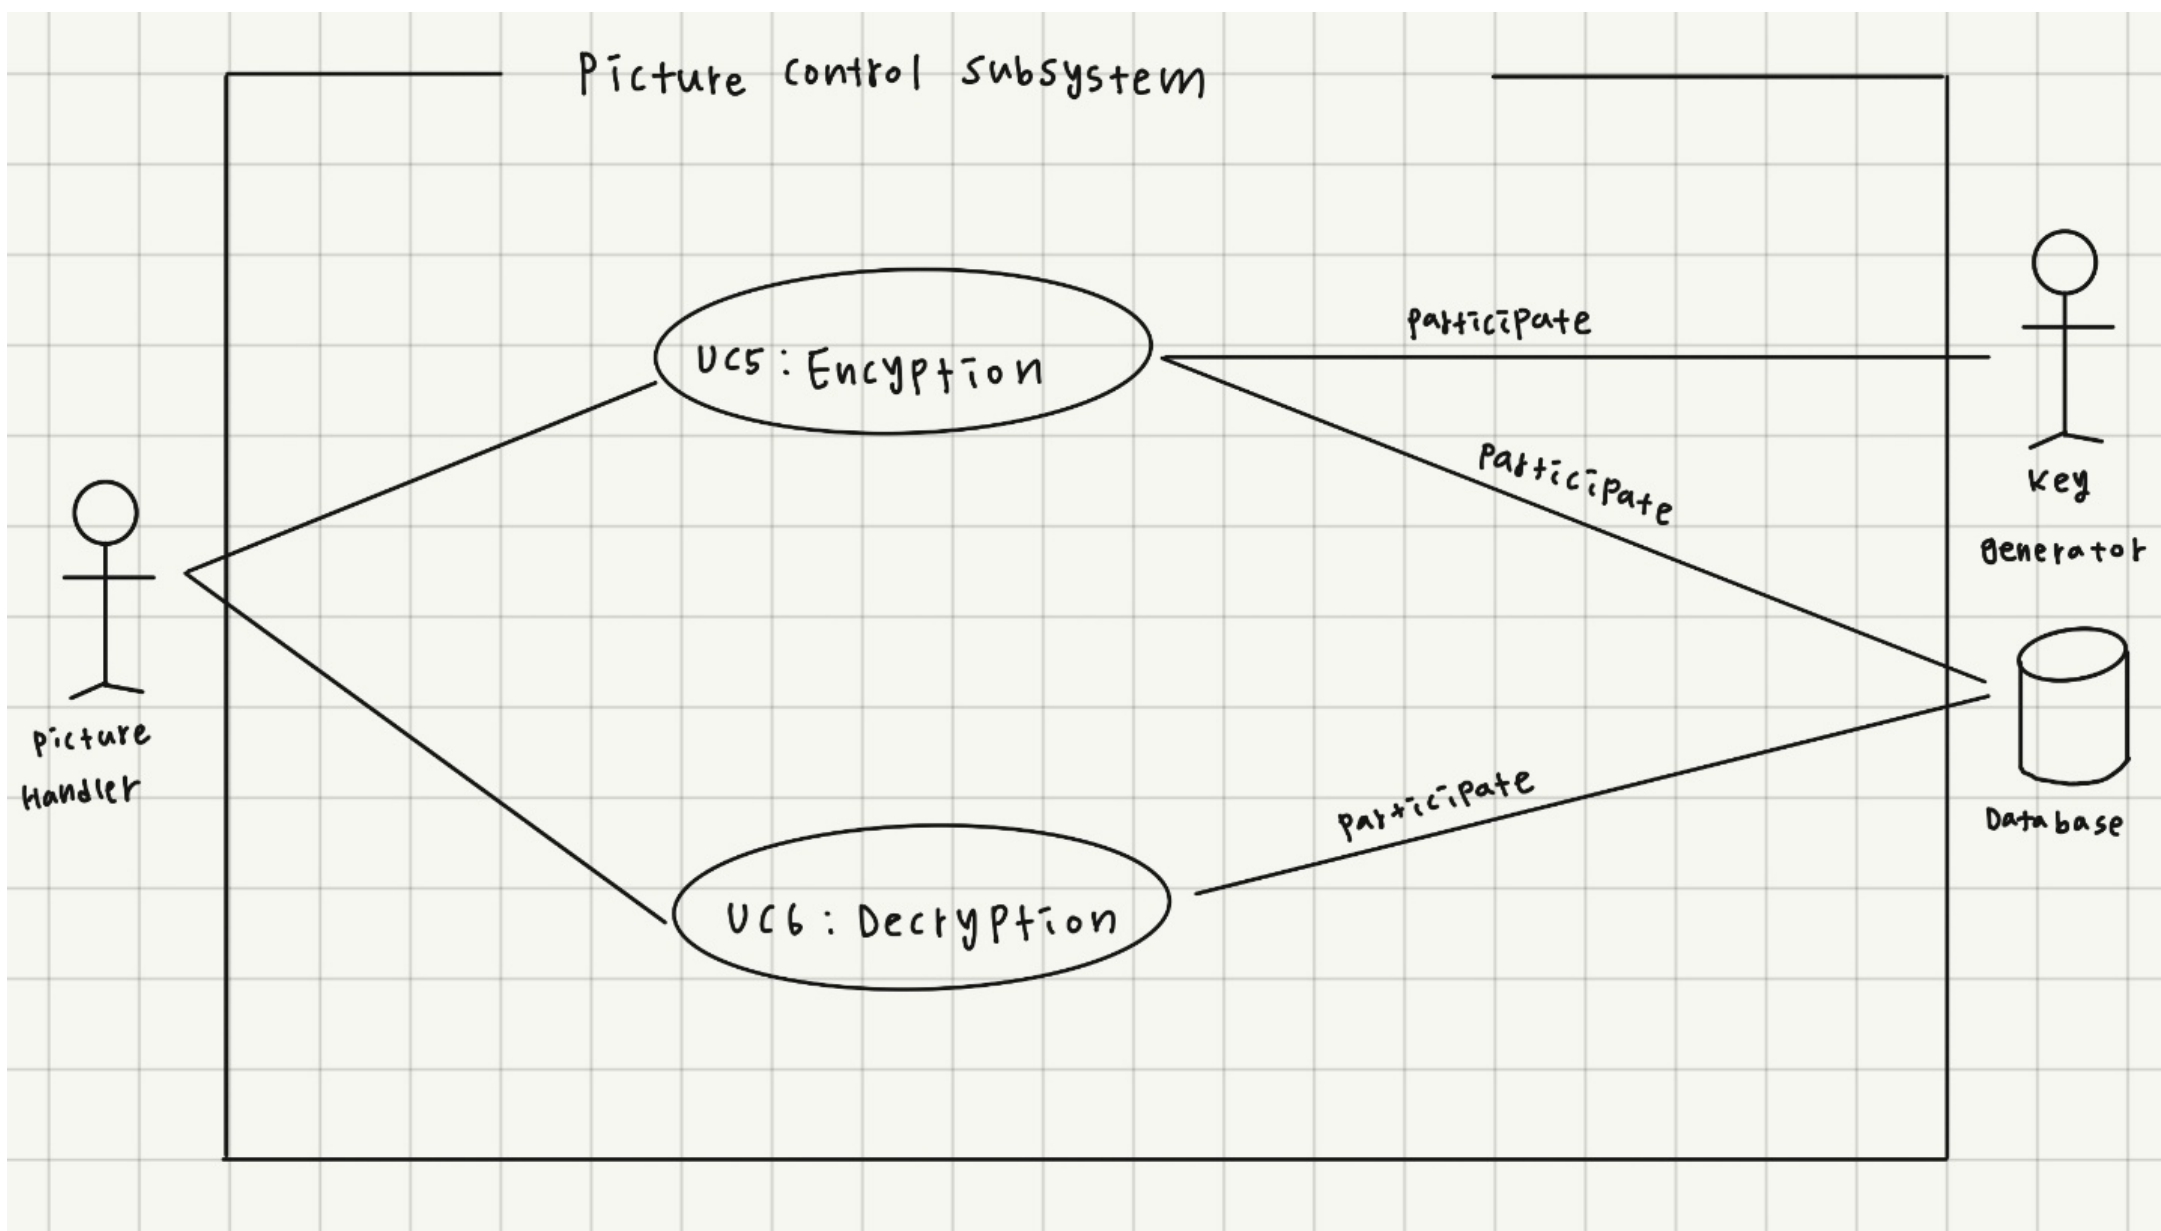 Picture control subsystem
participate
UC5 : Encyption
participate
Key
generator
picture
Handler
participate
Database
UC6 : Decryption